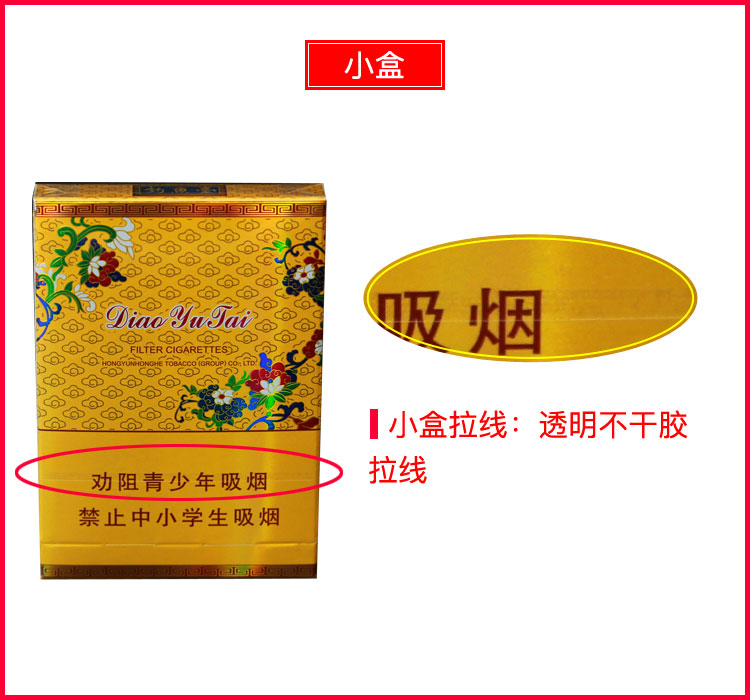 小盒
Diao Yu Tai
FILTER CIGARETTES
HONGYUNHONGHE TOBACCO (GROUP) CO., LTD.
劝阻青少年吸烟
禁止中小学生吸烟
吸烟
小盒拉线：透明不干胶
拉线